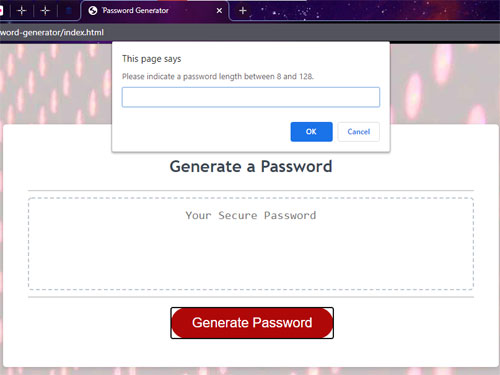 Password Generator
word-generator/index.html
This page says
Please indicate a password length between 8 and 128.
OK
Cancel
Generate a Password
Your Secure Password
Generate Password